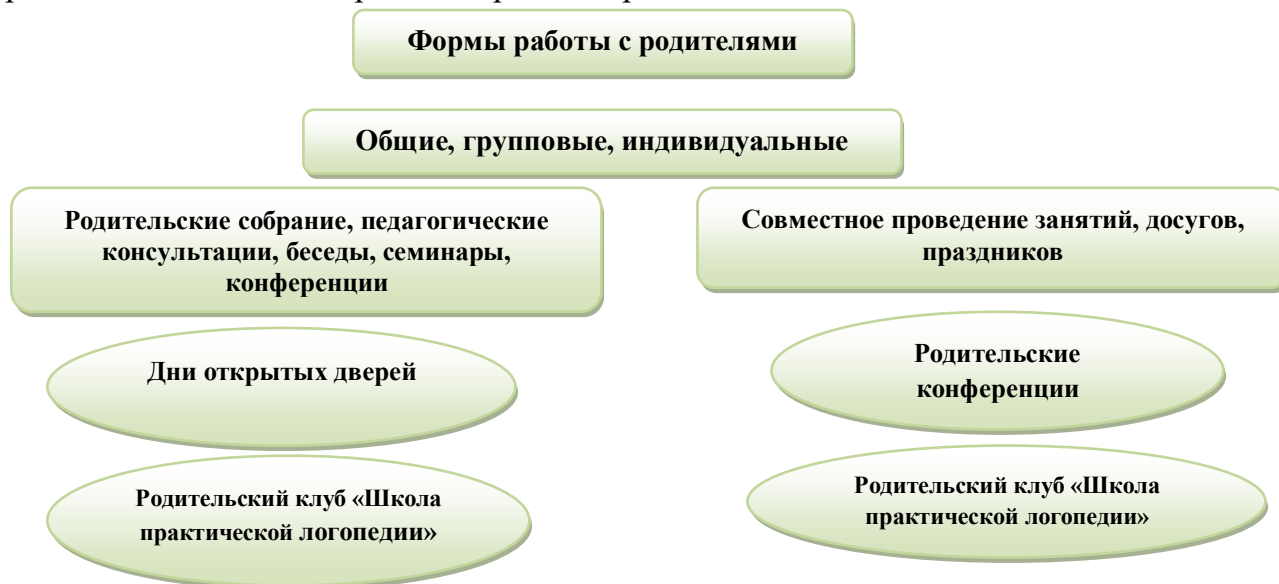 Формы работы с родителями
Общие, групповые, индивидуальные
Родительские собрание, педагогические
консультации, беседы, семинары,
конференции
Совместное проведение занятий, досугов,
праздников
Дни открытых дверей
Родительские
конференции
Родительский клуб «Школа
практической логопедии»
Родительский клуб «Школа
практической логопедии»